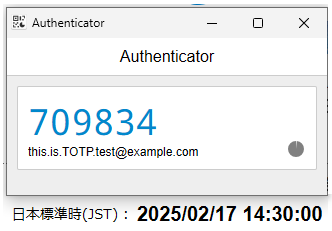 Authenticator
Authenticator
709834
this.is.TOTP.test@example.com
日本標準時(JST)： 2025/02/17 14:30:00